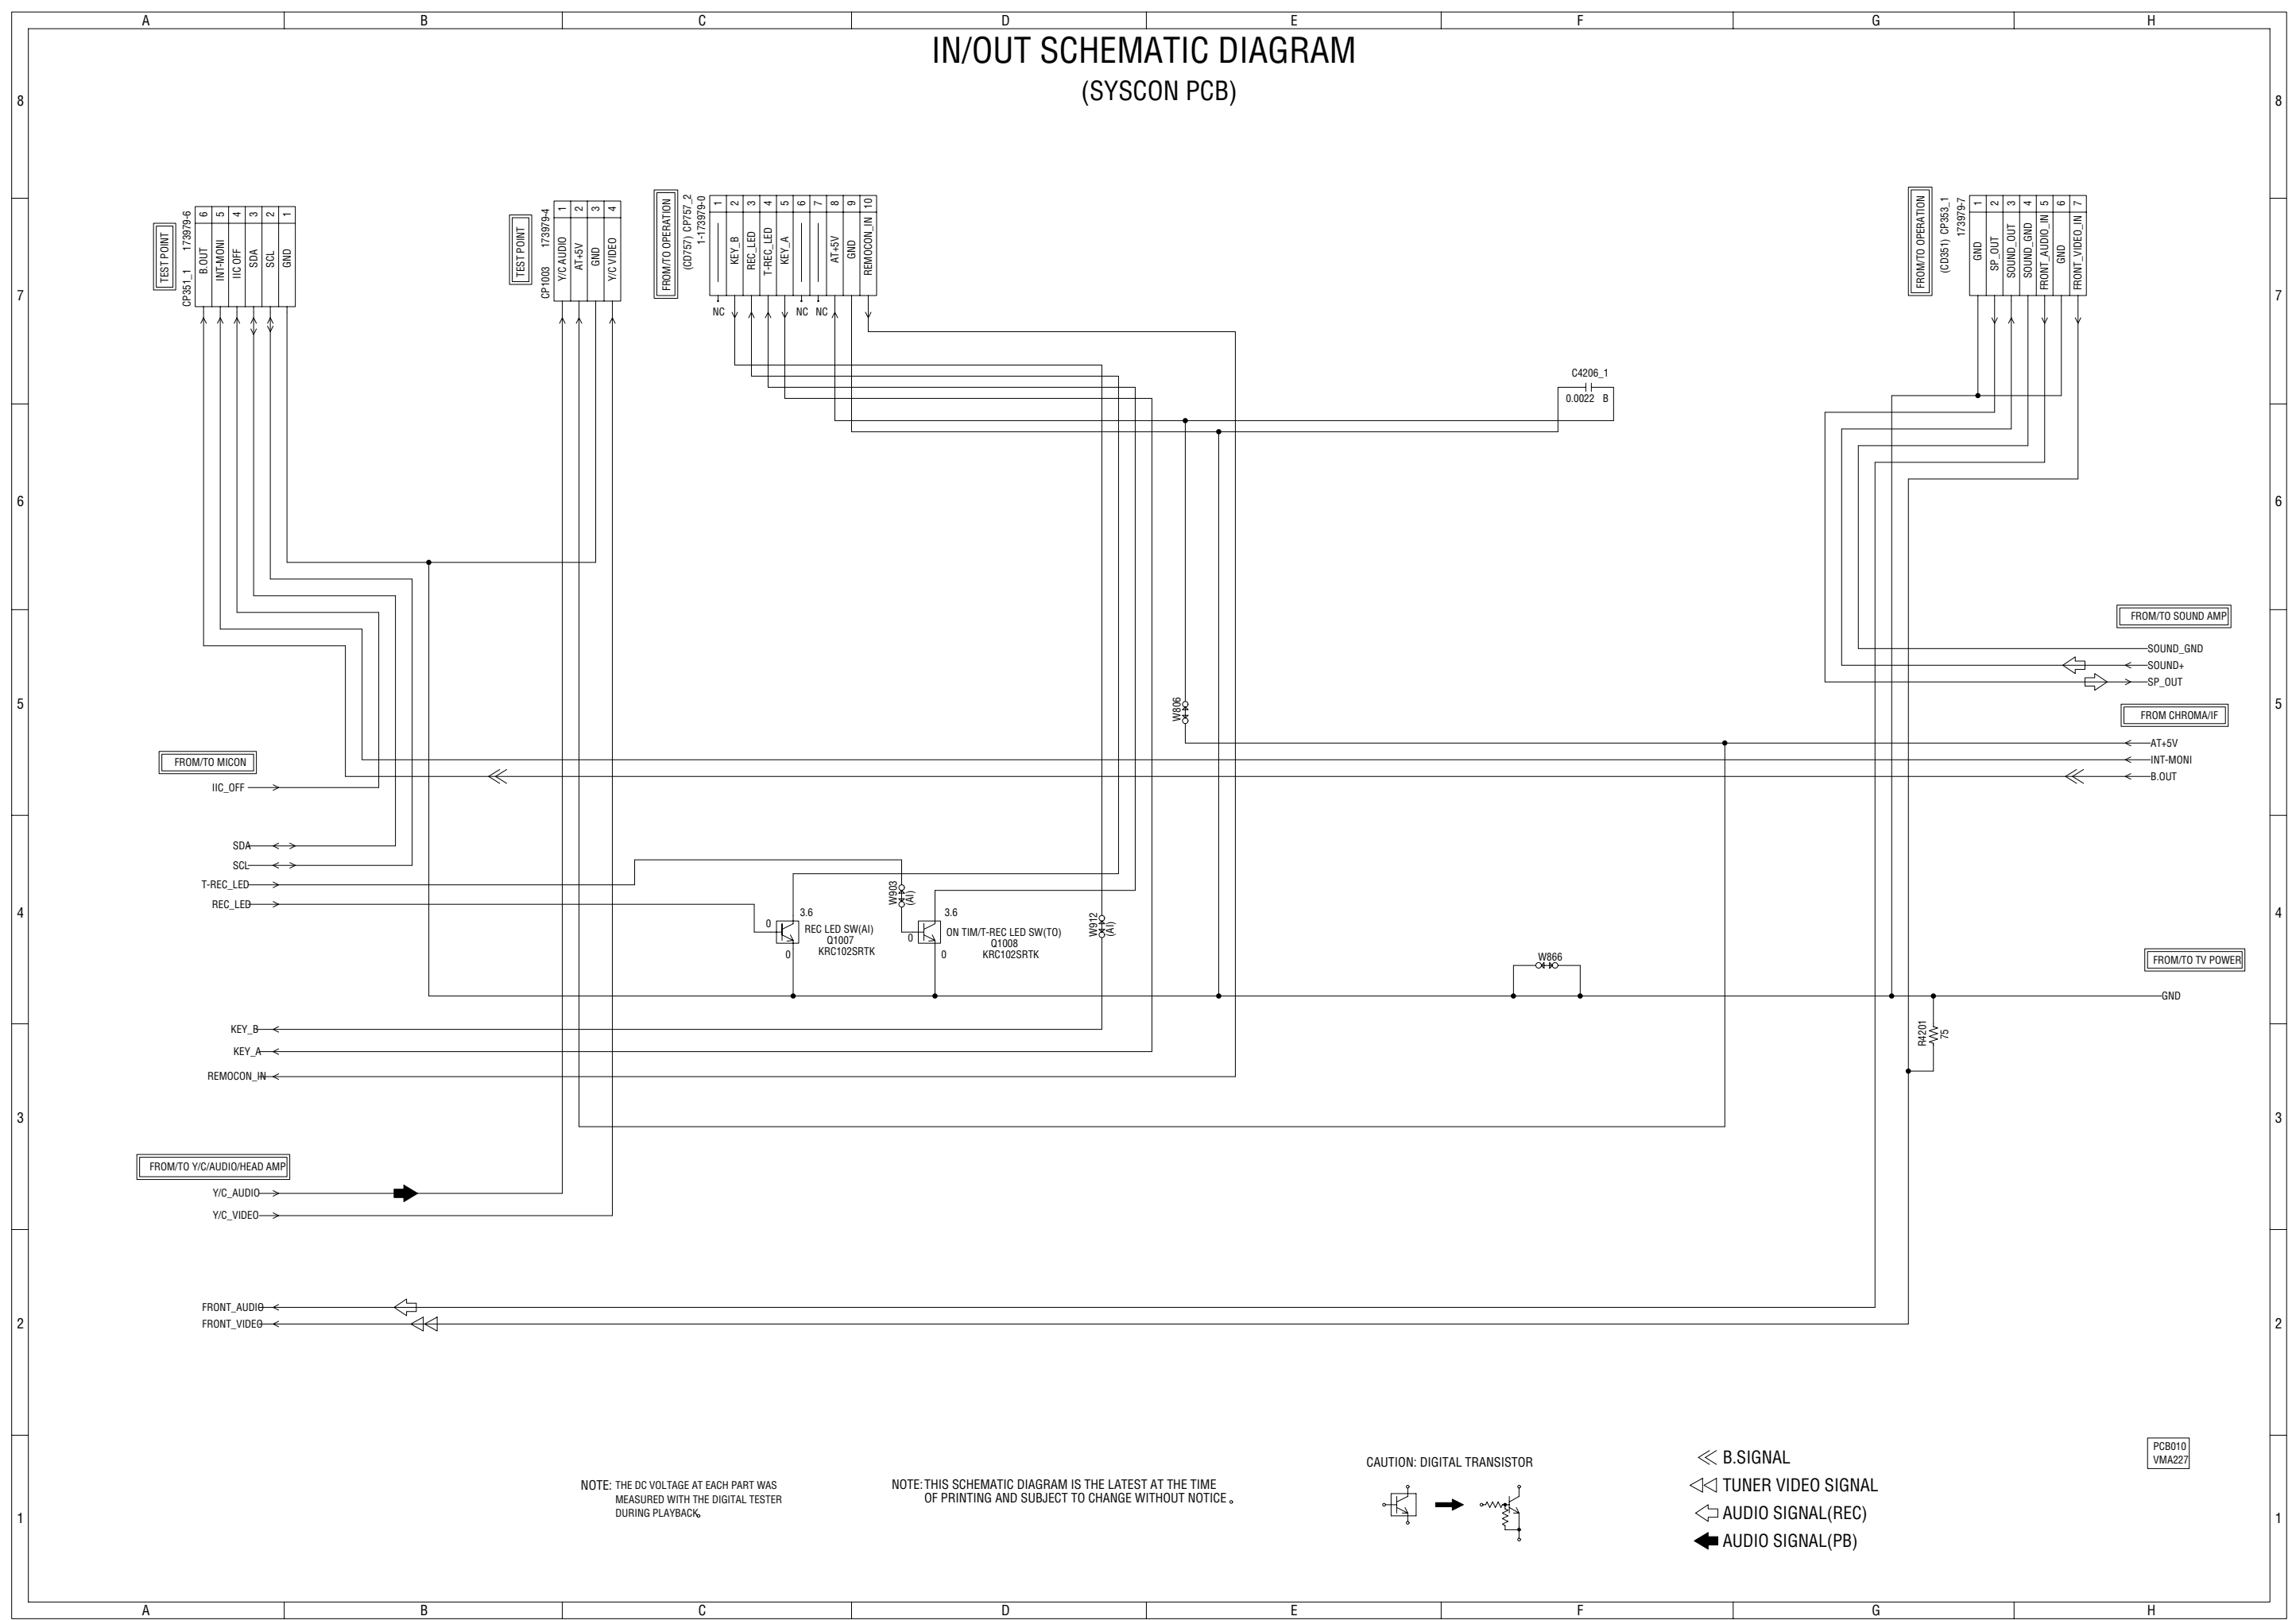 A B C D E F G H
IN/OUT SCHEMATIC DIAGRAM
(SYSCON PCB)
8 8
7 7
6 6
5 5
4 4
3 3
2 2
1 1
TEST POINT
CP351_1 173979-6
6 B.OUT
5 INT-MONI
4 IIC OFF
3 SDA
2 SCL
1 GND
TEST POINT
CP1003 173979-4
1 Y/C AUDIO
2 AT+5V
3 GND
4 Y/C VIDEO
FROM/TO OPERATION
(CD757) CP757_2
1-173979-0
1
2 KEY_B
3 REC_LED
4 T-REC_LED
5 KEY_A
6
7
8 AT+5V
9 GND
10 REMOCON_IN
NC NC NC
FROM/TO OPERATION
(CD351) CP353_1
173979-7
1 GND
2 SP_OUT
3 SOUND_OUT
4 SOUND_GND
5 FRONT_AUDIO_IN
6 GND
7 FRONT_VIDEO_IN
C4206_1
0.0022 B
FROM/TO SOUND AMP
SOUND_GND
SOUND+
SP_OUT
FROM CHROMA/IF
AT+5V
INT-MONI
B.OUT
W806
FROM/TO MICON
IIC_OFF
SDA
SCL
T-REC_LED
REC_LED
W903
(AI)
3.6
0
REC LED SW(AI)
Q1007
KRC102SRTK
0
3.6
0
ON TIM/T-REC LED SW(TO)
Q1008
KRC102SRTK
0
W912
(AI)
W866
FROM/TO TV POWER
GND
R4201
75
KEY_B
KEY_A
REMOCON_IN
FROM/TO Y/C/AUDIO/HEAD AMP
Y/C_AUDIO
Y/C_VIDEO
FRONT_AUDIO
FRONT_VIDEO
NOTE: THE DC VOLTAGE AT EACH PART WAS
MEASURED WITH THE DIGITAL TESTER
DURING PLAYBACK。
NOTE: THIS SCHEMATIC DIAGRAM IS THE LATEST AT THE TIME
OF PRINTING AND SUBJECT TO CHANGE WITHOUT NOTICE 。
CAUTION: DIGITAL TRANSISTOR
B.SIGNAL
TUNER VIDEO SIGNAL
AUDIO SIGNAL(REC)
AUDIO SIGNAL(PB)
PCB010
VMA227
A B C D E F G H